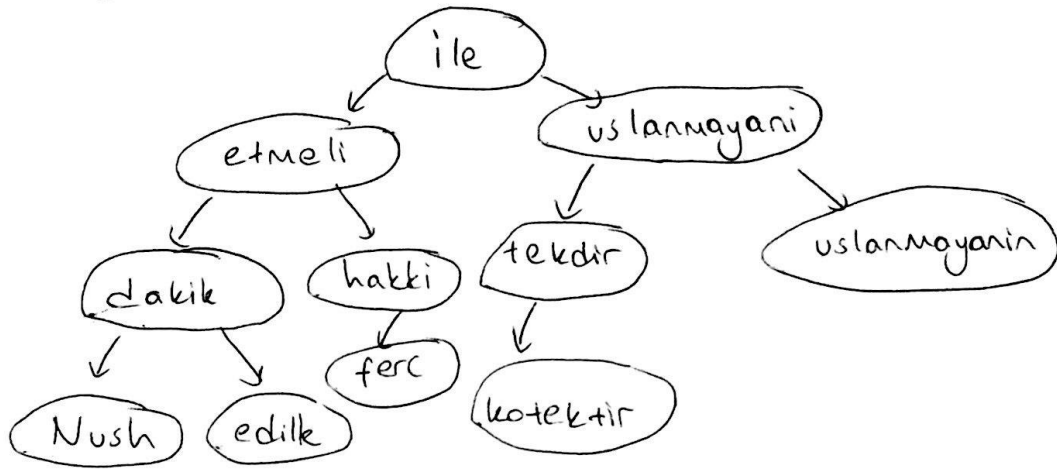 ile
etmeli uslanmayani
dakik hakki tekdir uslanmayanin
Nush edilk ferc kotektir